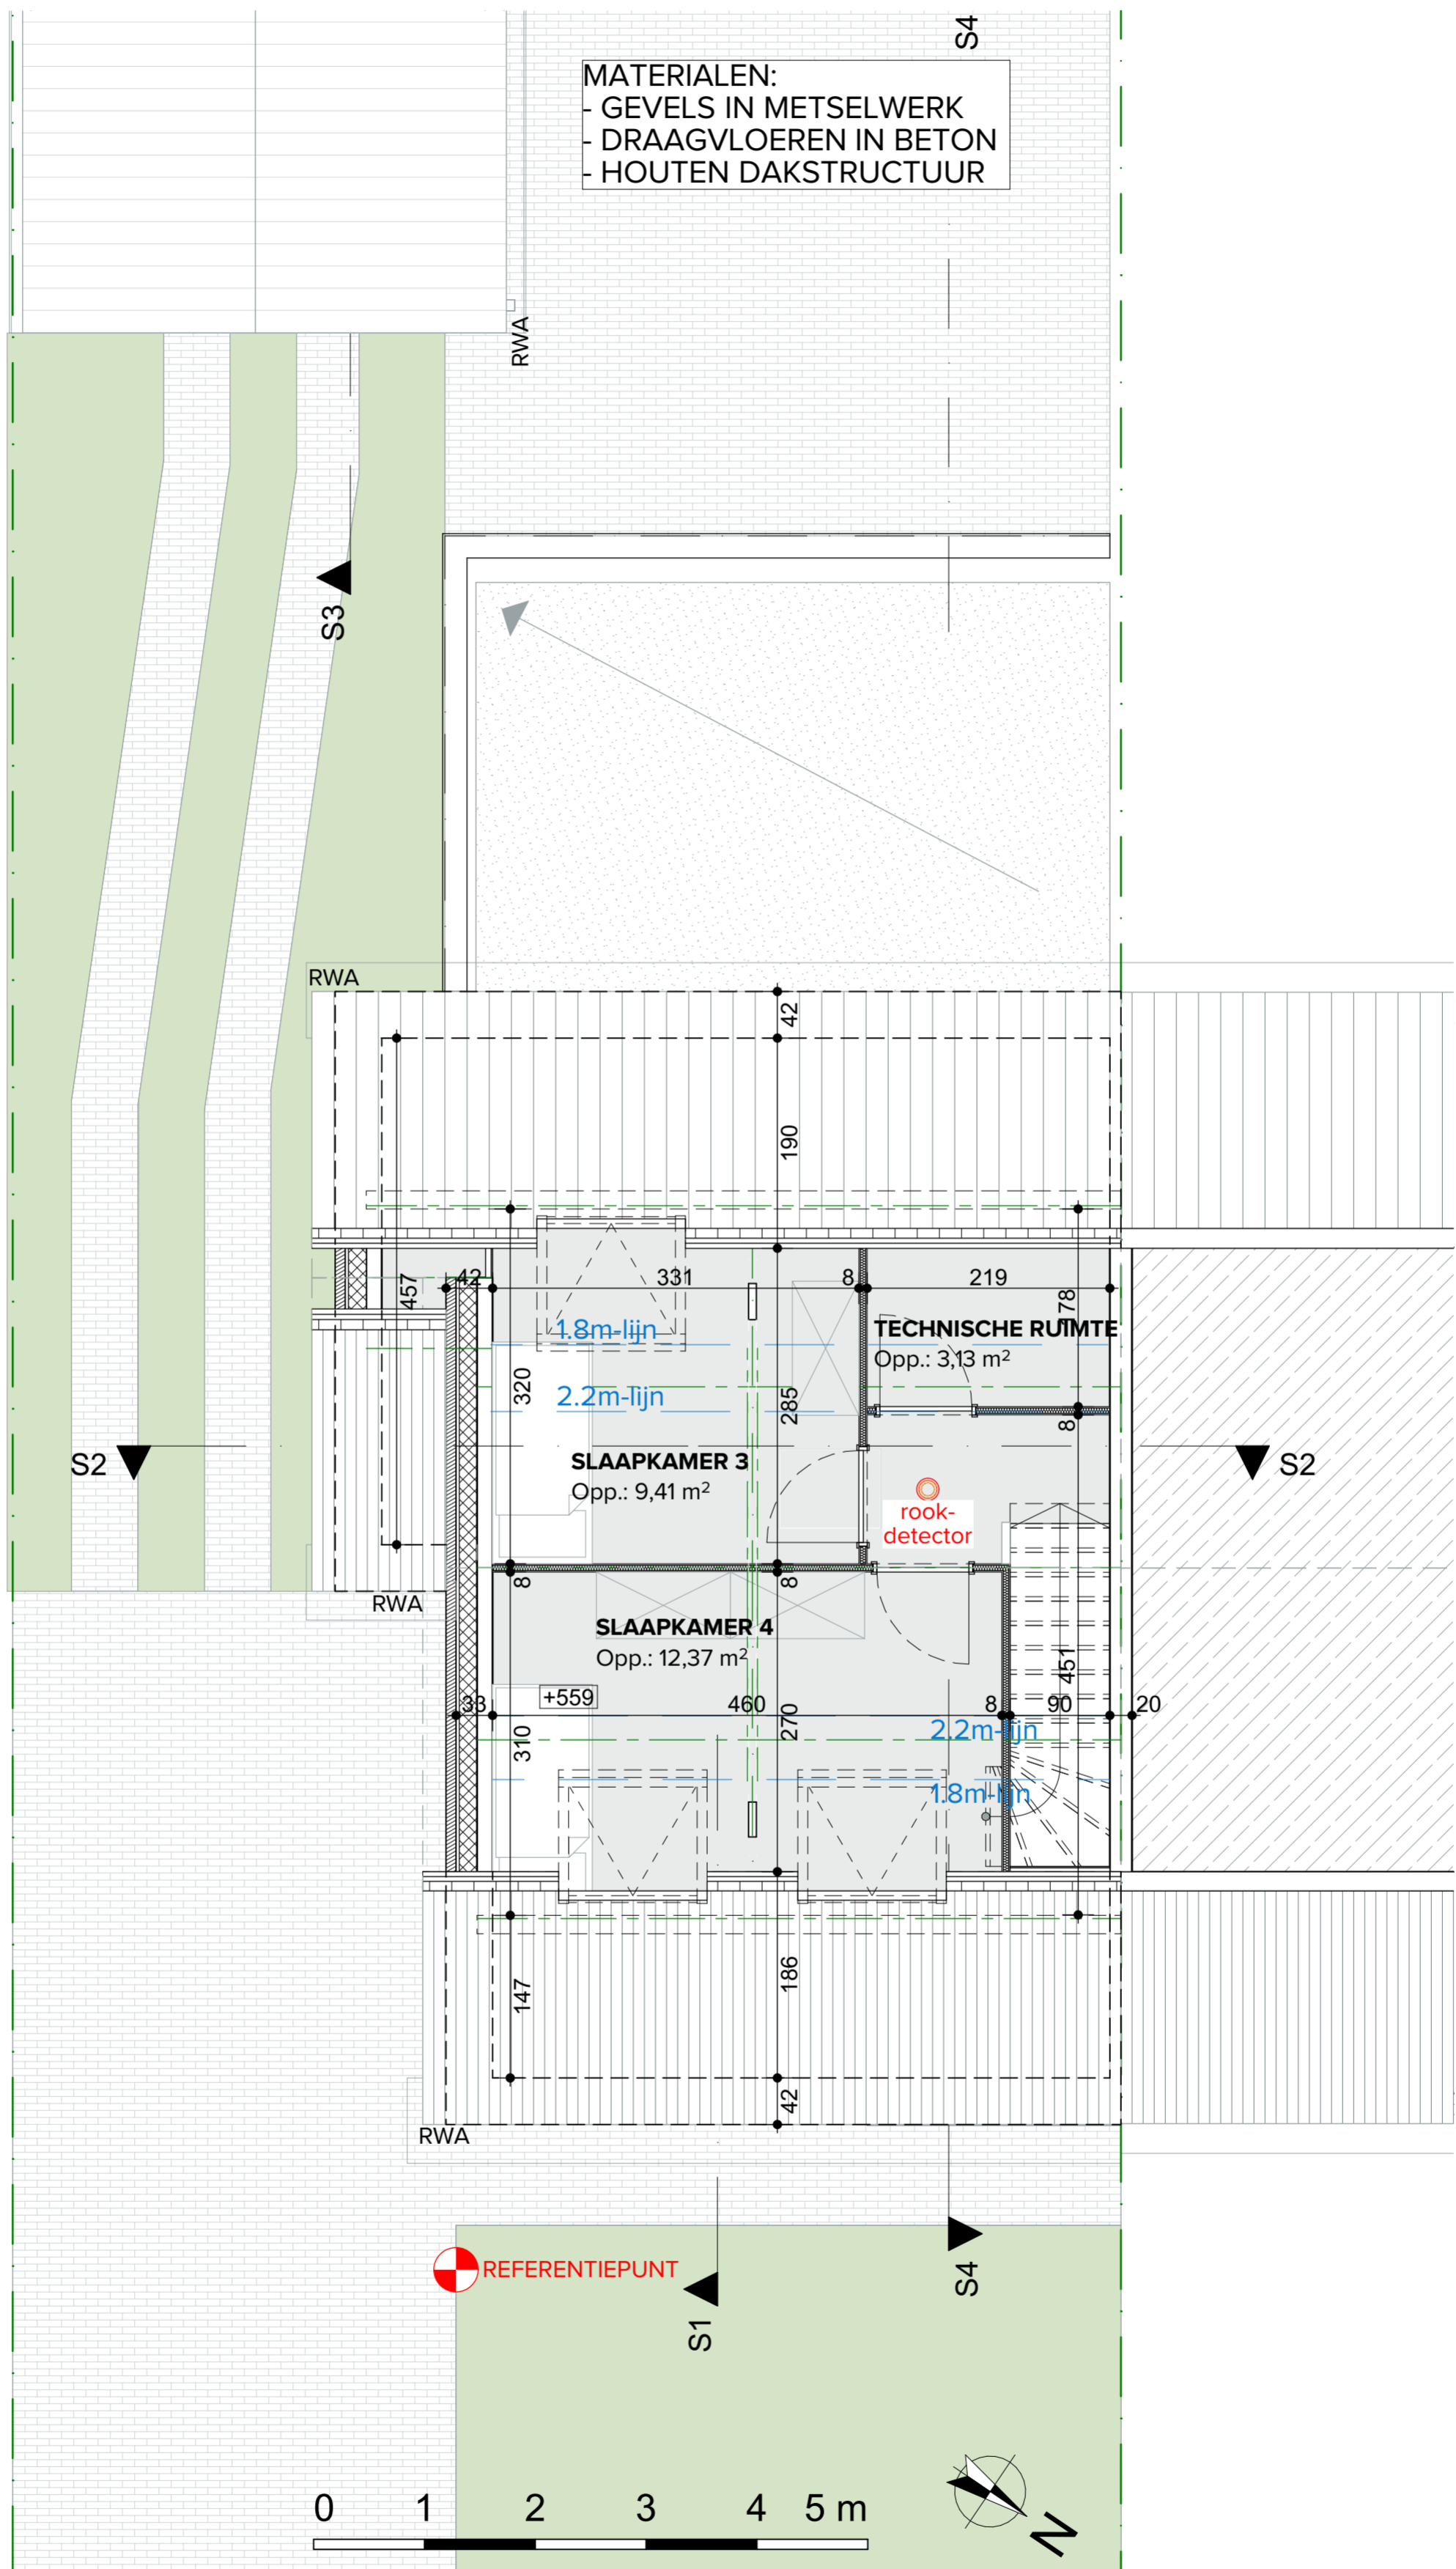 S4
MATERIALEN:
- GEVELS IN METSELWERK
- DRAAGVLOEREN IN BETON
- HOUTEN DAKSTRUCTUUR
RWA
S3
RWA
42
190
457
42
331
8
219
178
1.8m-lijn
TECHNISCHE RUIMTE
Opp.: 3,13 m²
320
2.2m-lijn
285
8
S2
SLAAPKAMER 3
Opp.: 9,41 m²
S2
rook-
detector
8
8
RWA
SLAAPKAMER 4
Opp.: 12,37 m²
451
33
+559
460
8
90
20
310
270
2.2m-lijn
1.8m-lijn
147
186
42
RWA
REFERENTIEPUNT
S4
S1
0 1 2 3 4 5 m
N